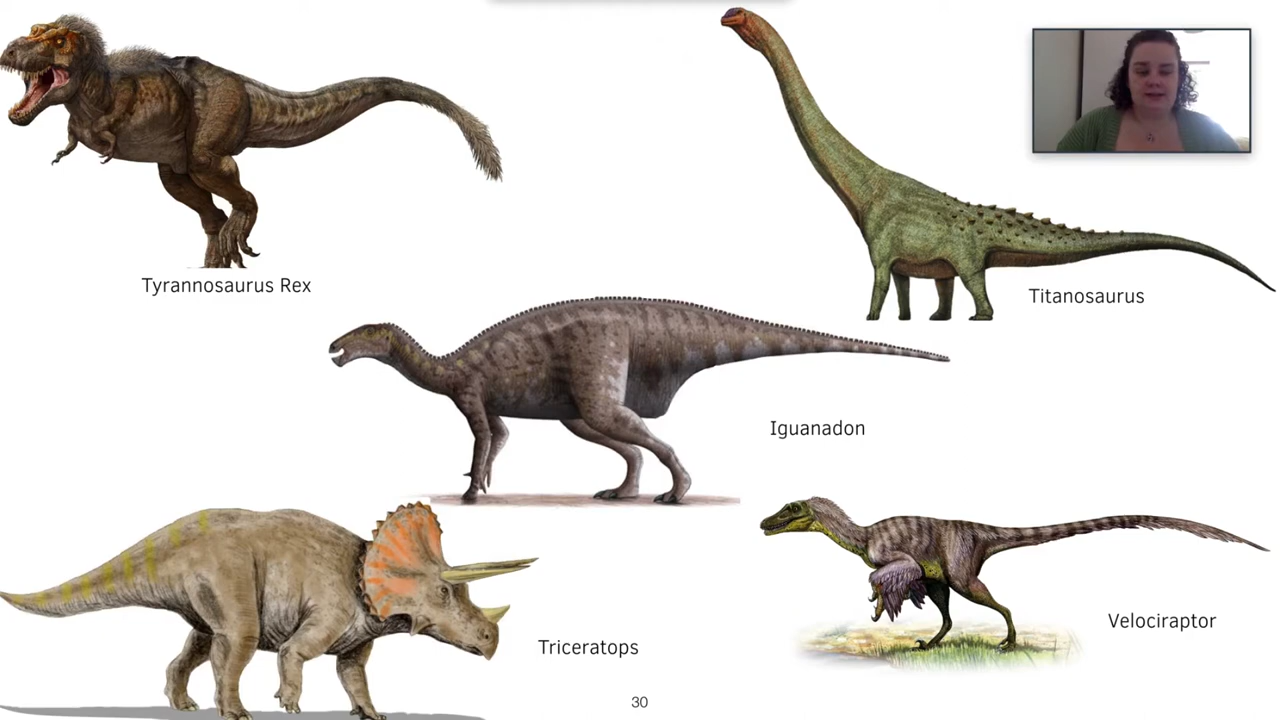 Tyrannosaurus Rex
Titanosaurus
Iguanadon
Velociraptor
Triceratops
30